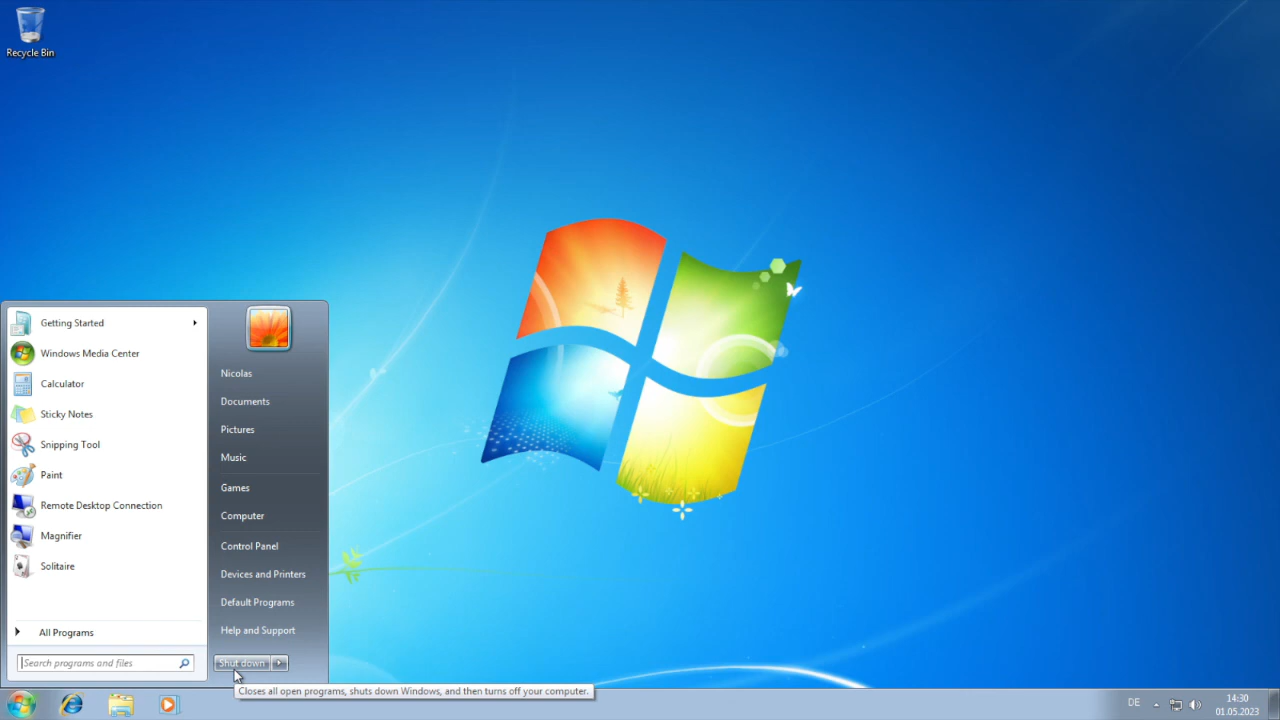 Recycle Bin
Getting Started
Windows Media Center
Calculator
Sticky Notes
Snipping Tool
Paint
Remote Desktop Connection
Magnifier
Solitaire
All Programs
Search programs and files
Nicolas
Documents
Pictures
Music
Games
Computer
Control Panel
Devices and Printers
Default Programs
Help and Support
Shut down
Closes all open programs, shuts down Windows, and then turns off your computer.
DE
14:30
01.05.2023